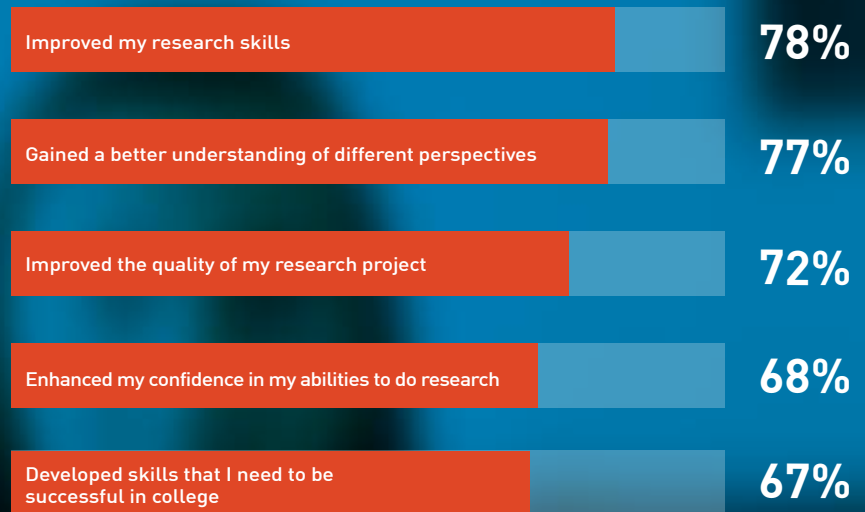 Improved my research skills
78%
Gained a better understanding of different perspectives
77%
Improved the quality of my research project
72%
Enhanced my confidence in my abilities to do research
68%
Developed skills that I need to be
successful in college
67%